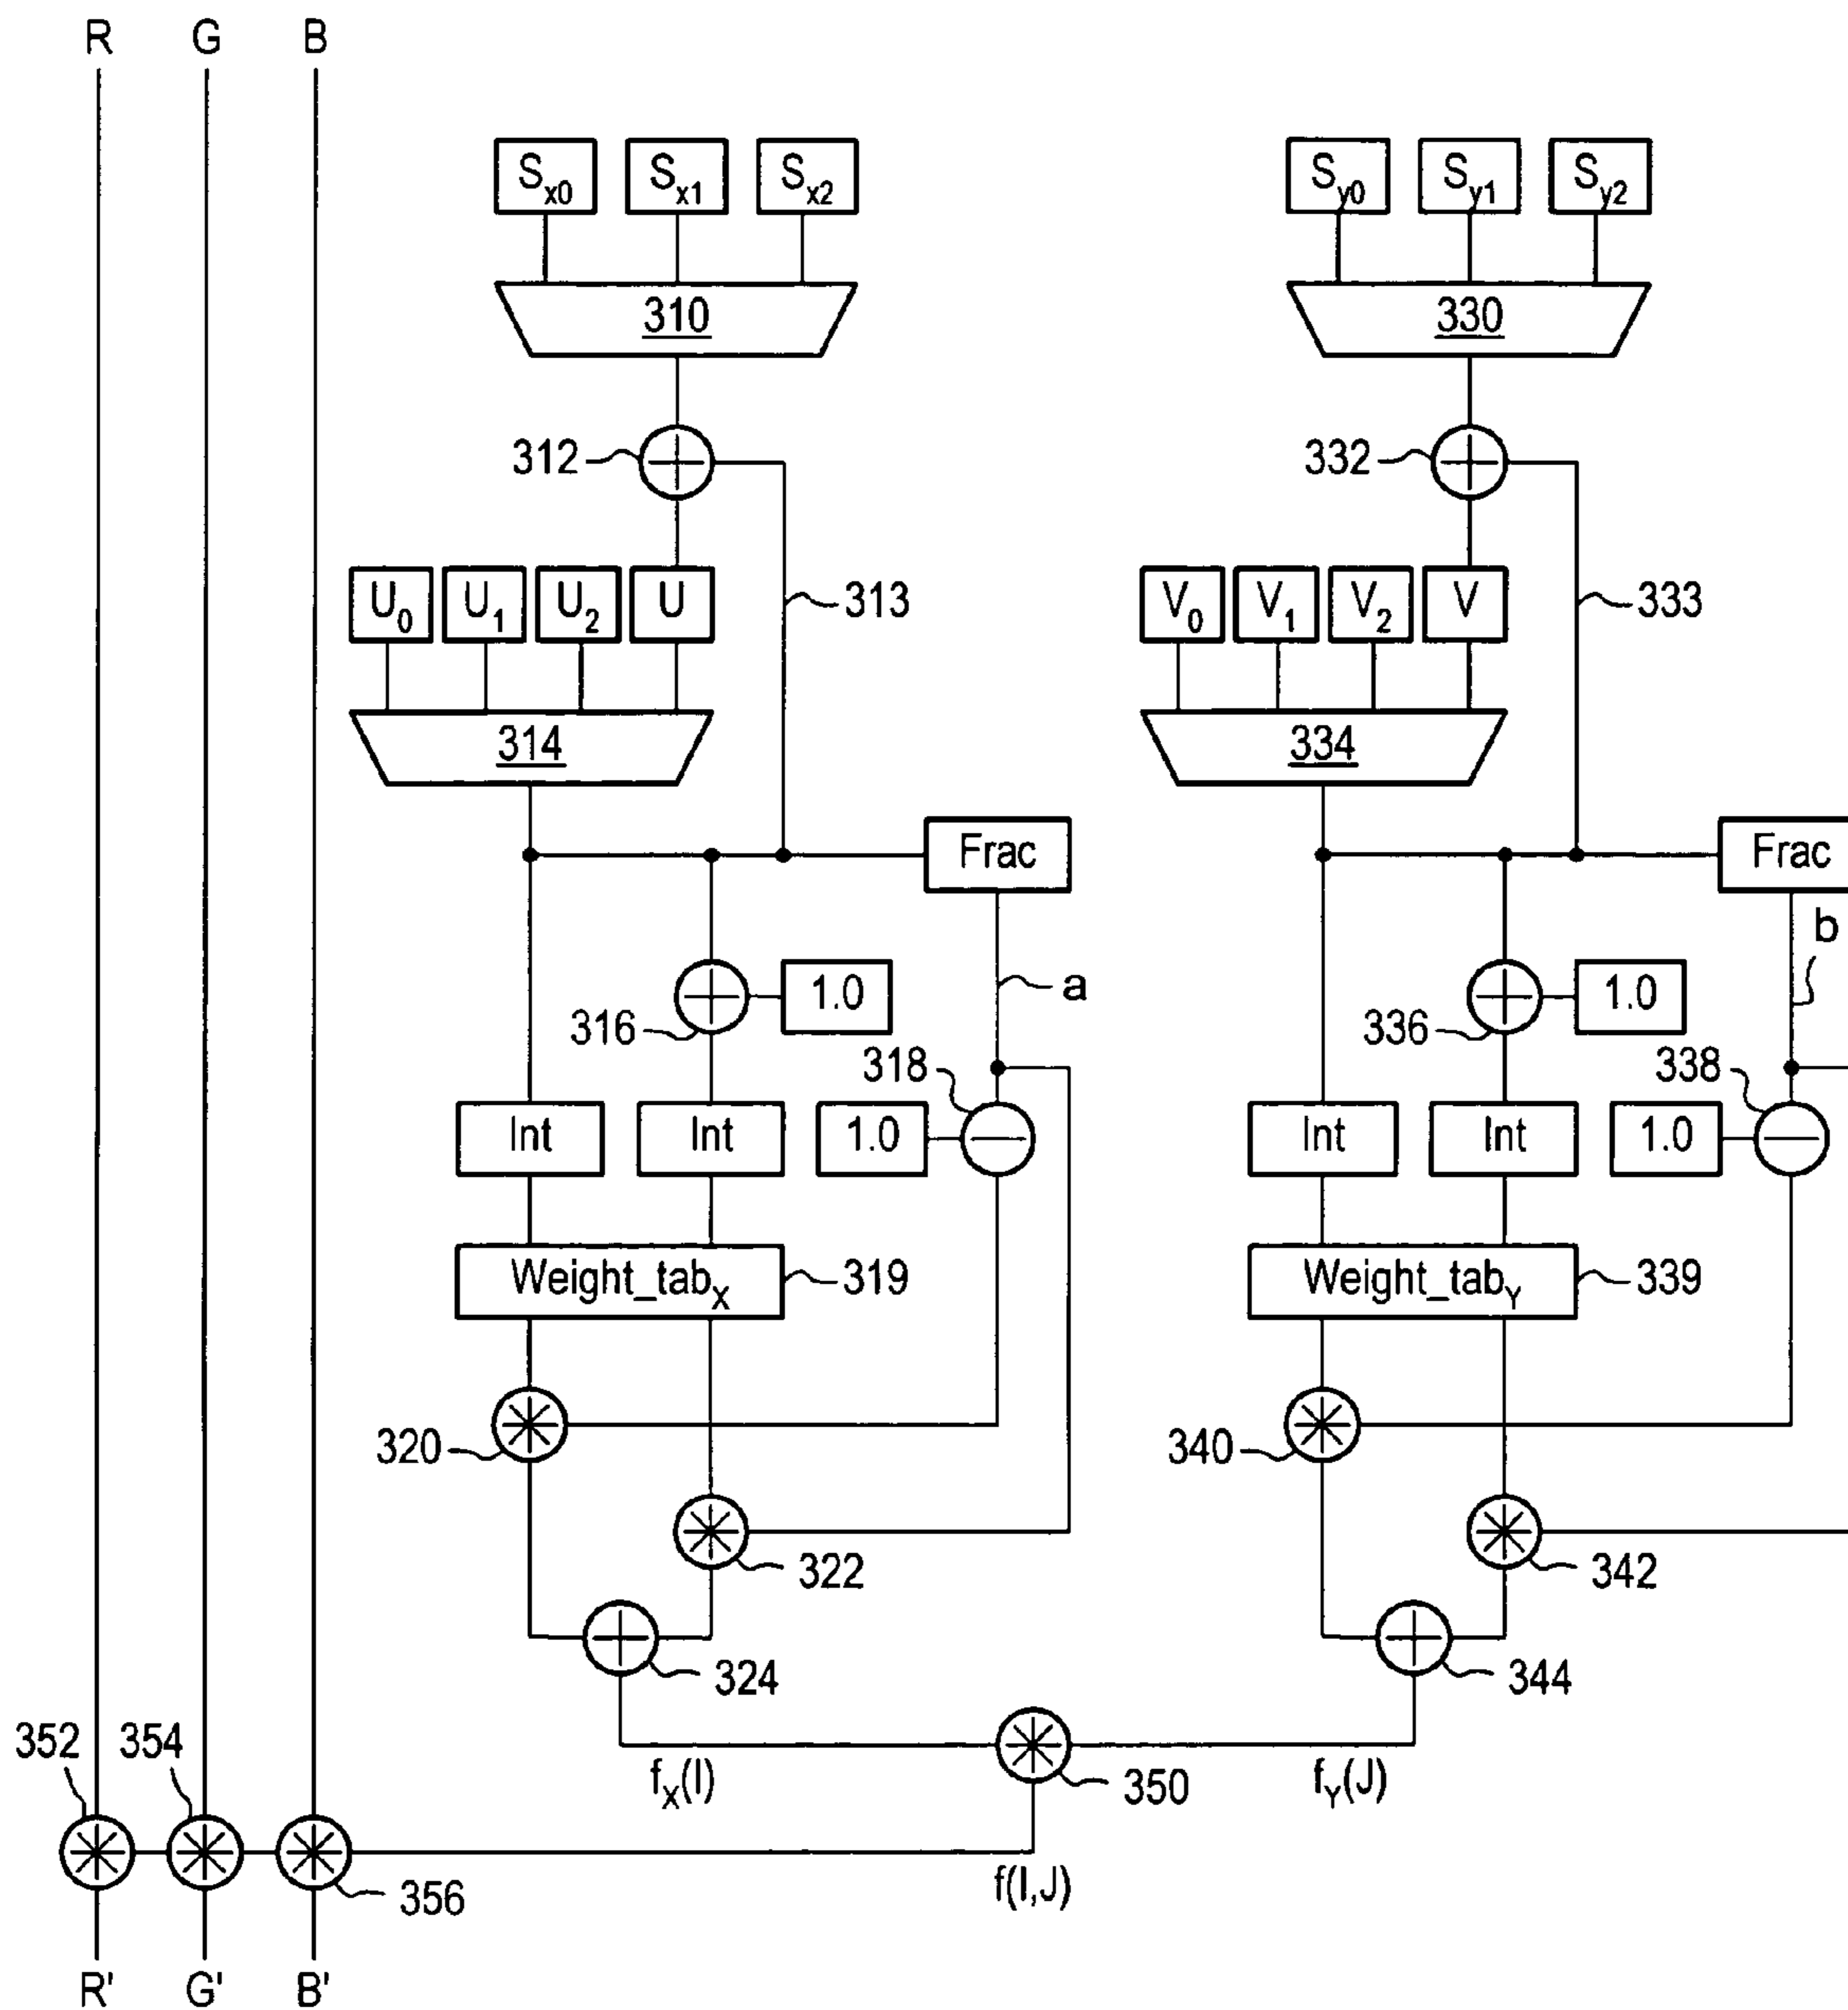 R G B
Sx0 Sx1 Sx2 Sy0 Sy1 Sy2
310 330
312 332
U0 U1 U2 U 313 V0 V1 V2 V 333
314 334
Frac Frac
b
1.0 a 1.0
316 336
318 338
Int Int 1.0 Int Int 1.0
Weight_tabX 319 Weight_tabY 339
320 340
322 342
324 344
352 354
fX(I) 350 fY(J)
356 f(I,J)
R' G' B'